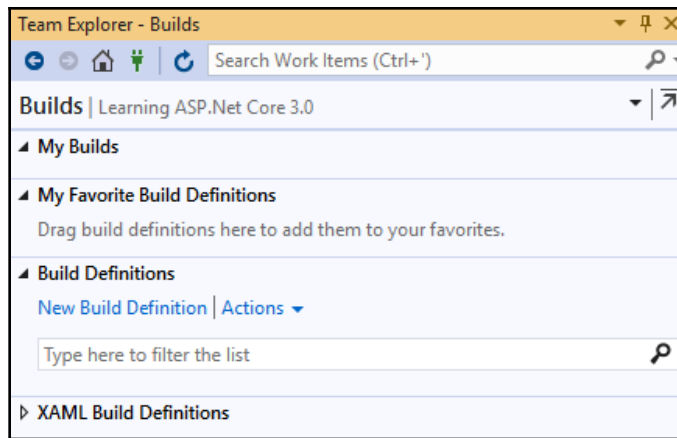 Team Explorer - Builds
Search Work Items (Ctrl+')
Builds | Learning ASP.Net Core 3.0
My Builds
My Favorite Build Definitions
Drag build definitions here to add them to your favorites.
Build Definitions
New Build Definition | Actions
Type here to filter the list
XAML Build Definitions